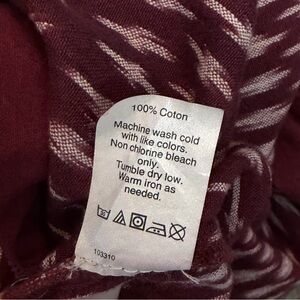 100% Coton
Machine wash cold
with like colors.
Non chlorine bleach
only.
Tumble dry low.
Warm iron as
needed.
103310